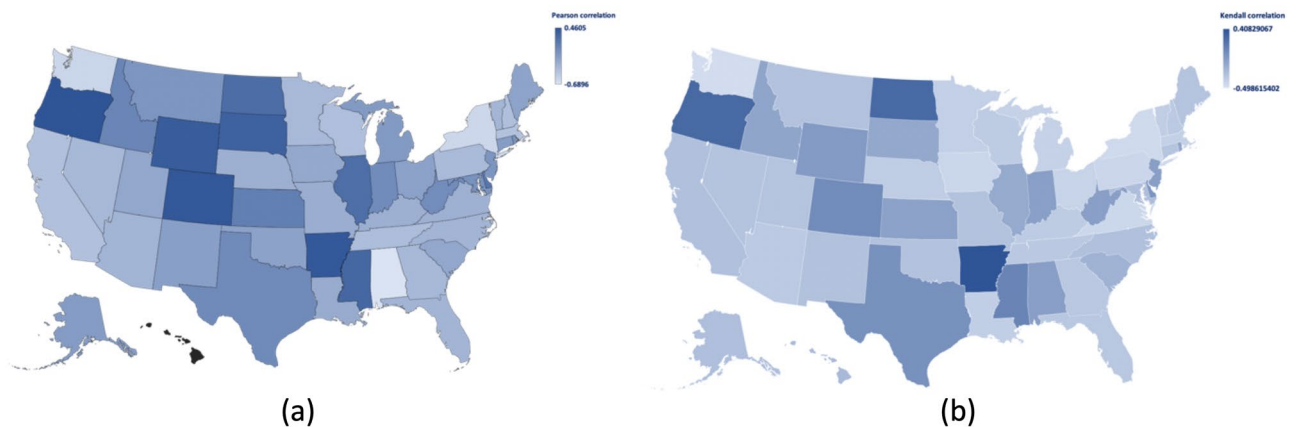 Pearson correlation
0.4605
-0.6896
Kendall correlation
0.40829067
-0.498615402
(a)
(b)